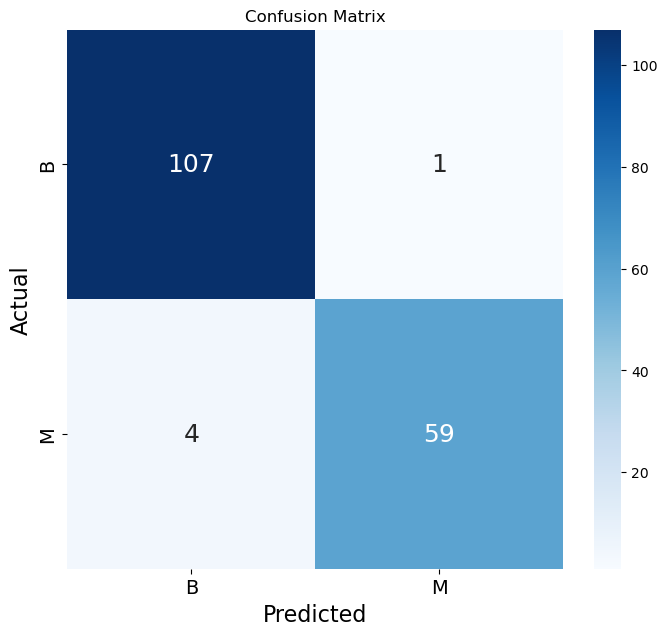 Confusion Matrix
Actual
B
107
1
M
4
59
B
M
Predicted
100
80
60
40
20